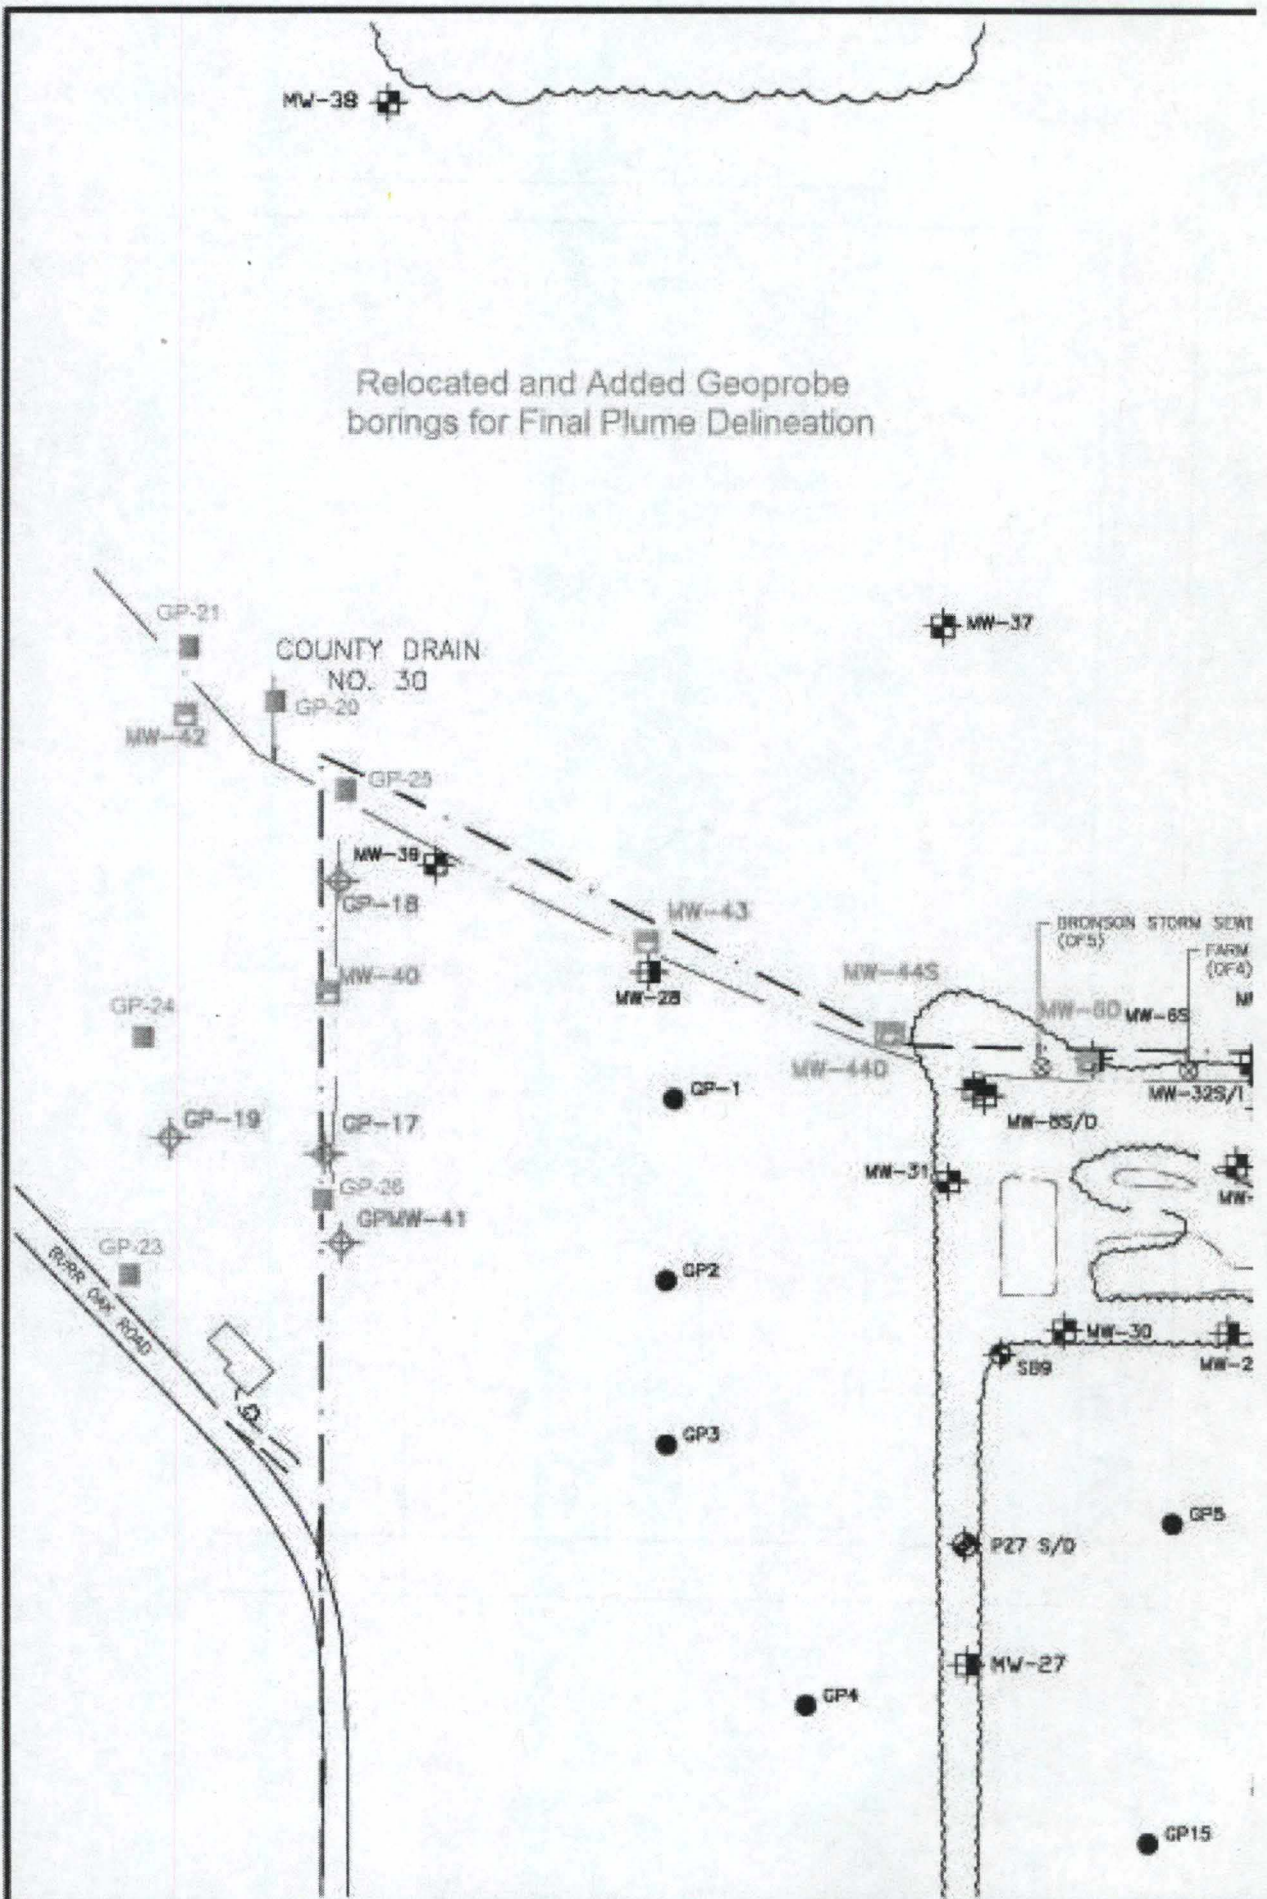 MW-38
Relocated and Added Geoprobe
borings for Final Plume Delineation
GP-21
MW-37
COUNTY DRAIN
NO. 30
GP-20
MW-42
GP-25
MW-39
GP-18
MW-43
BRONSON STORM SEWE
(OF5)
FARM
(OF4)
MW-40
MW-28
MW-44S
GP-24
MW-6D
MW-6S
MW-44D
GP-1
MW-32S/I
MW-8S/D
GP-19
GP-17
MW-31
MW-
GP-26
GPMW-41
GP-23
BURR OAK ROAD
GP2
MW-30
MW-2
SB9
GP3
GP5
P27 S/D
MW-27
GP4
GP15